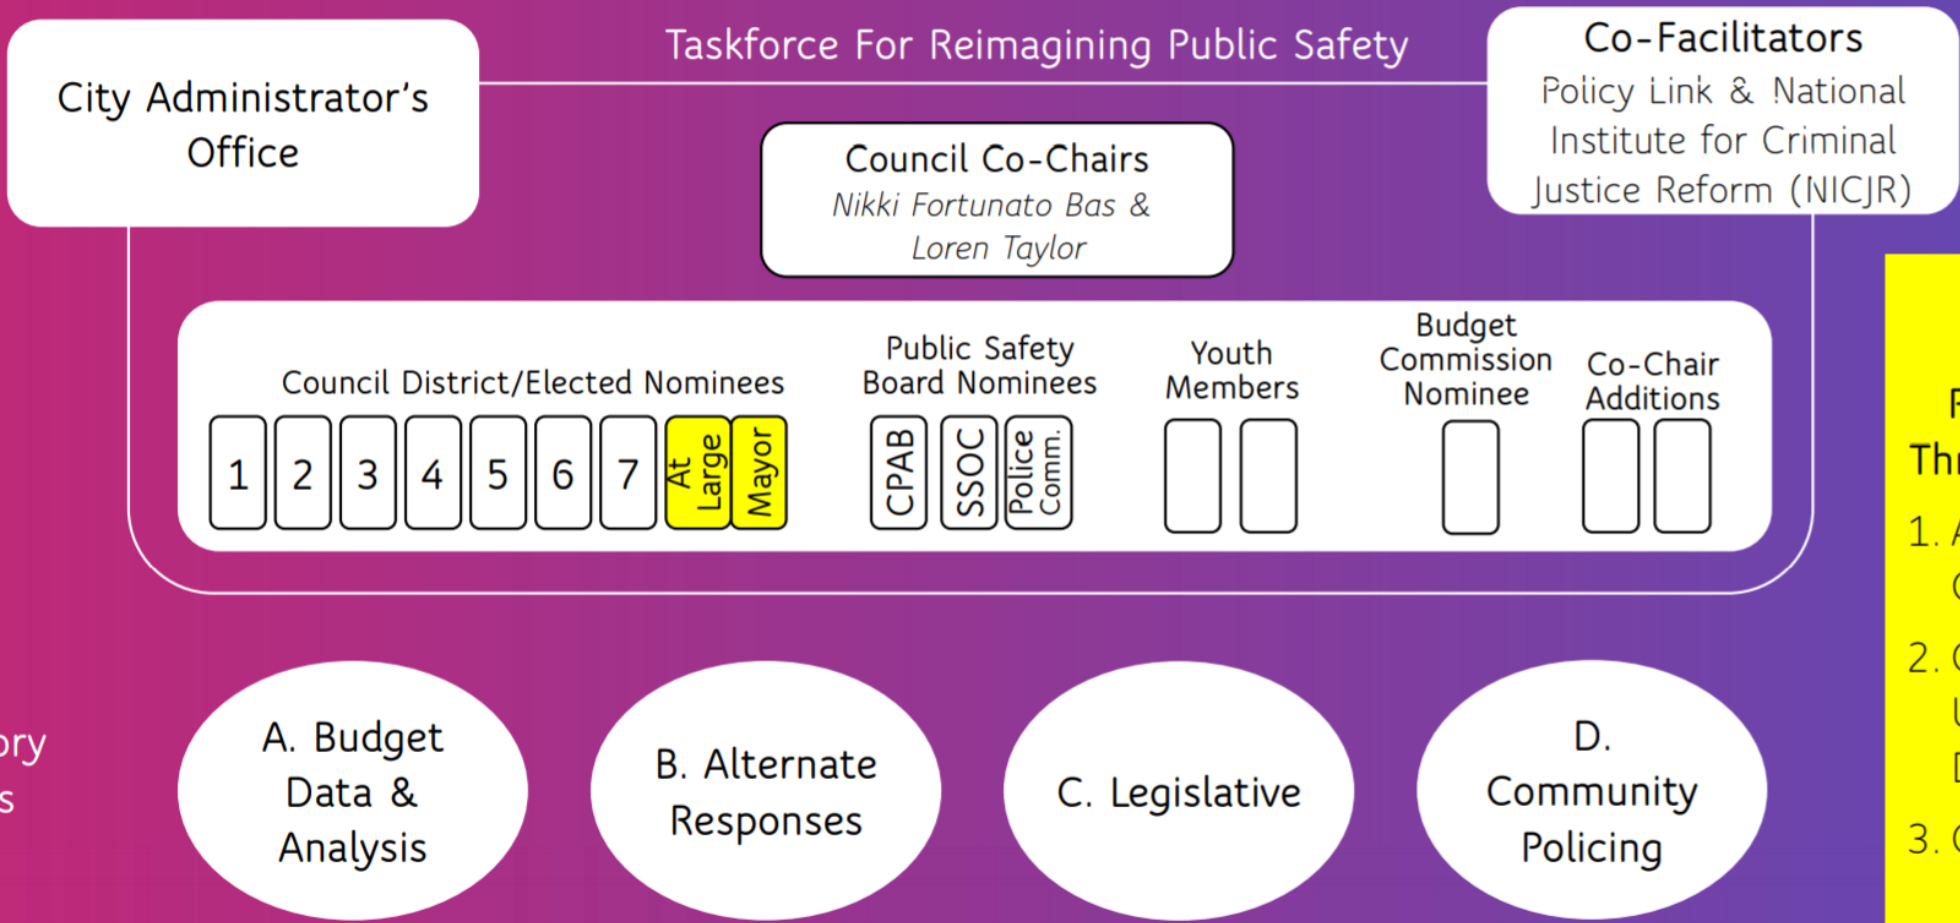 Taskforce For Reimagining Public Safety
City Administrator's
Office
Co-Facilitators
Policy Link & National
Institute for Criminal
Justice Reform (NICJR)
Council Co-Chairs
Nikki Fortunato Bas &
Loren Taylor
Council District/Elected Nominees
1 2 3 4 5 6 7 At Large Mayor
Public Safety
Board Nominees
CPAB SSOC Police Comm.
Youth
Members
Budget
Commission
Nominee
Co-Chair
Additions
A. Budget
Data &
Analysis
B. Alternate
Responses
C. Legislative
D.
Community
Policing
1.
2.
3.